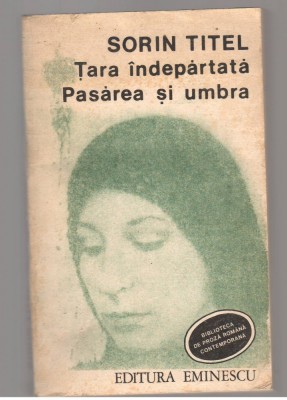 SORIN TITEL
Țara îndepărtată
Pasărea și umbra
BIBLIOTECA
DE PROZĂ ROMÂNĂ
CONTEMPORANĂ
EDITURA EMINESCU